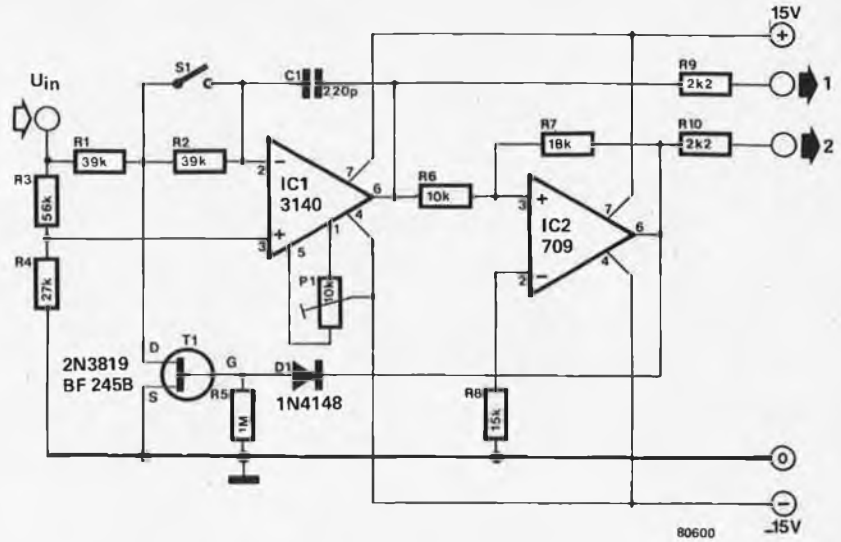 15V
+
U in
S1
C1
220p
R9
2k2
1
R1
39k
R2
39k
R7
18k
R10
2k2
2
R3
56k
2
−
7
IC1
3140
6
R6
10k
3
+
7
IC2
709
6
+
3
5
1
4
2
−
4
R4
27k
P1
10k
T1
D
G
S
2N3819
BF 245B
D1
1N4148
R5
1M
R8
15k
0
−
15V
80600